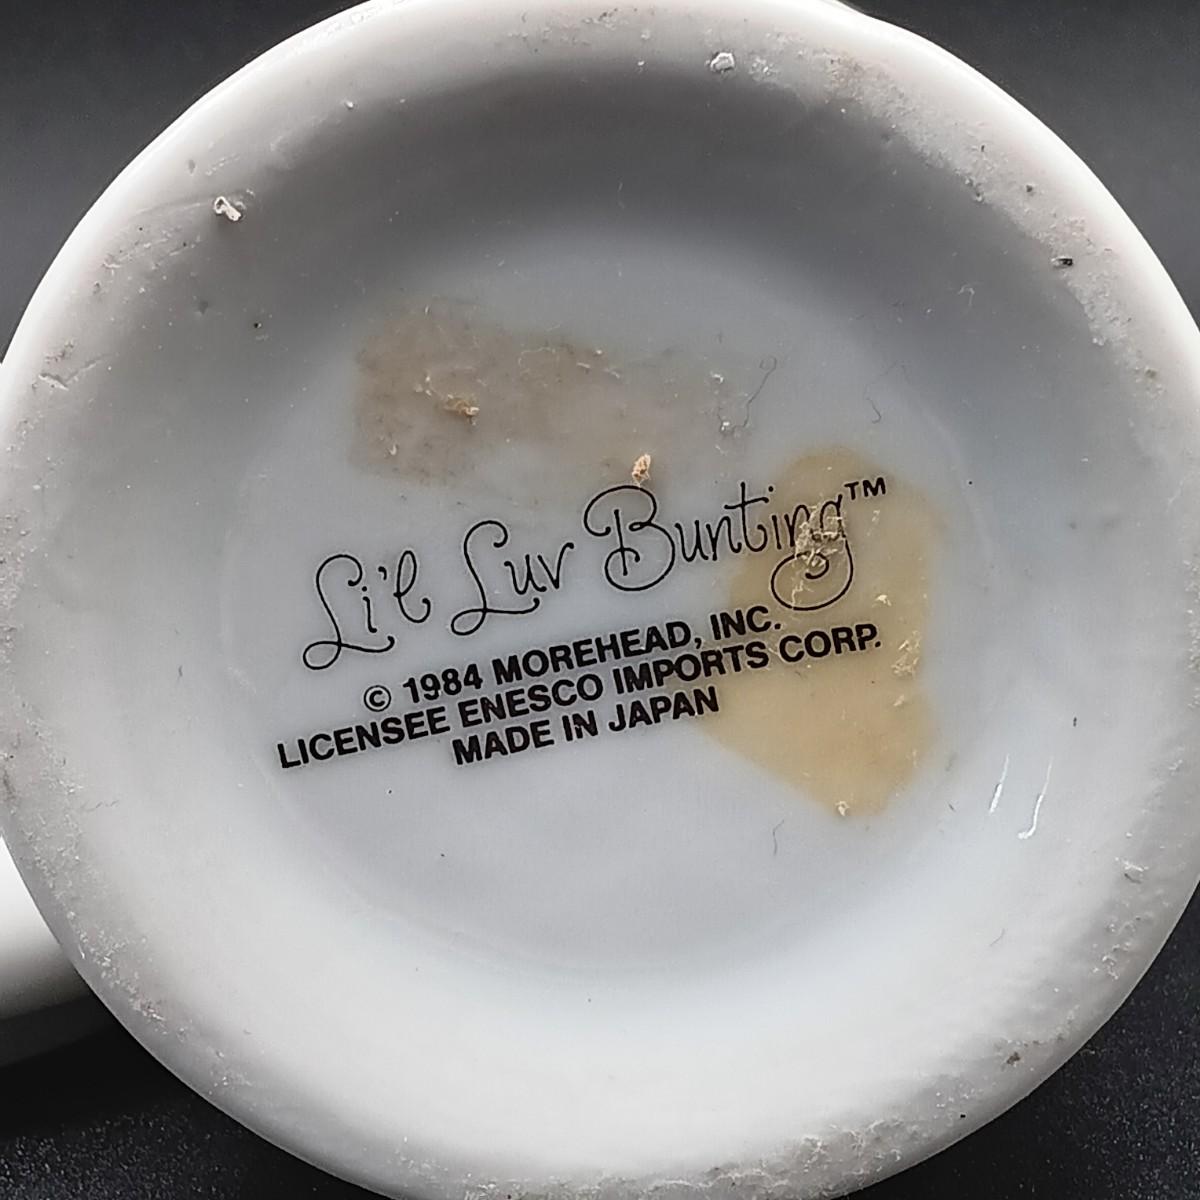 Li'l Luv Bunting™
© 1984 MOREHEAD, INC.
LICENSEE ENESCO IMPORTS CORP.
MADE IN JAPAN